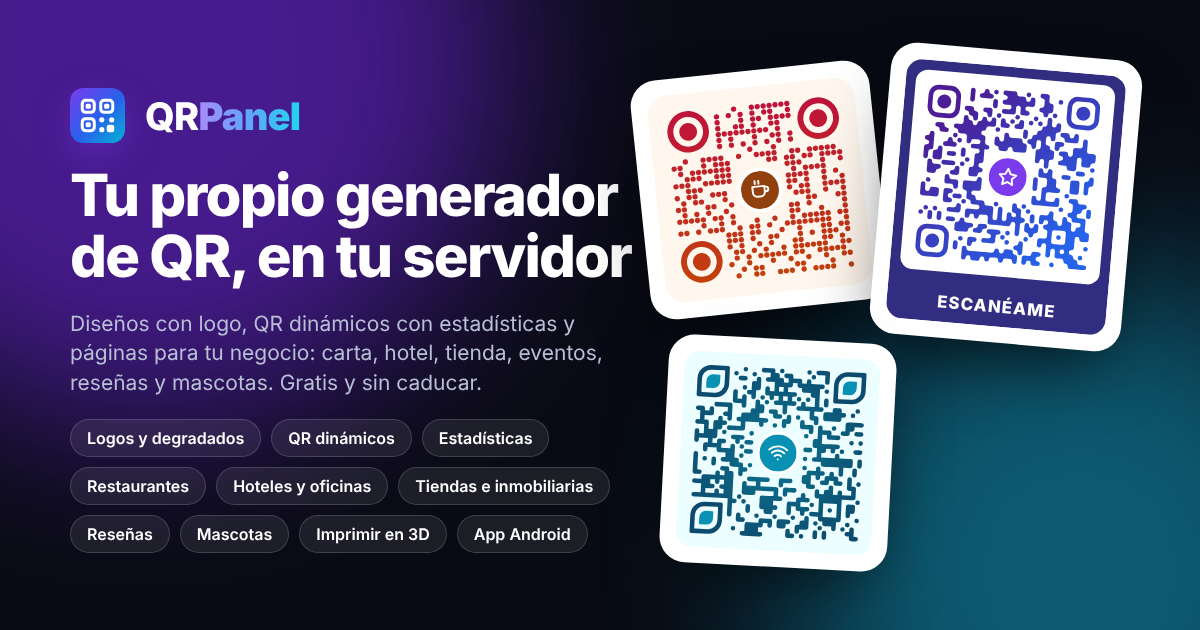 QRPanel
Tu propio generador
de QR, en tu servidor
Diseños con logo, QR dinámicos con estadísticas y
páginas para tu negocio: carta, hotel, tienda, eventos,
reseñas y mascotas. Gratis y sin caducar.
Logos y degradados
QR dinámicos
Estadísticas
Restaurantes
Hoteles y oficinas
Tiendas e inmobiliarias
Reseñas
Mascotas
Imprimir en 3D
App Android
ESCANÉAME